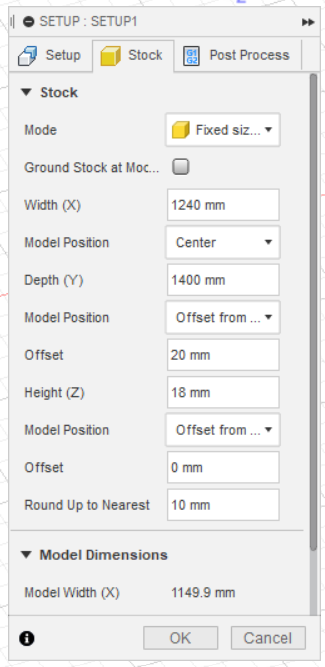 SETUP : SETUP1
Setup Stock G1 G2 Post Process
Stock
Mode Fixed siz...
Ground Stock at Moc...
Width (X) 1240 mm
Model Position Center
Depth (Y) 1400 mm
Model Position Offset from ...
Offset 20 mm
Height (Z) 18 mm
Model Position Offset from ...
Offset 0 mm
Round Up to Nearest 10 mm
Model Dimensions
Model Width (X) 1149.9 mm
OK Cancel